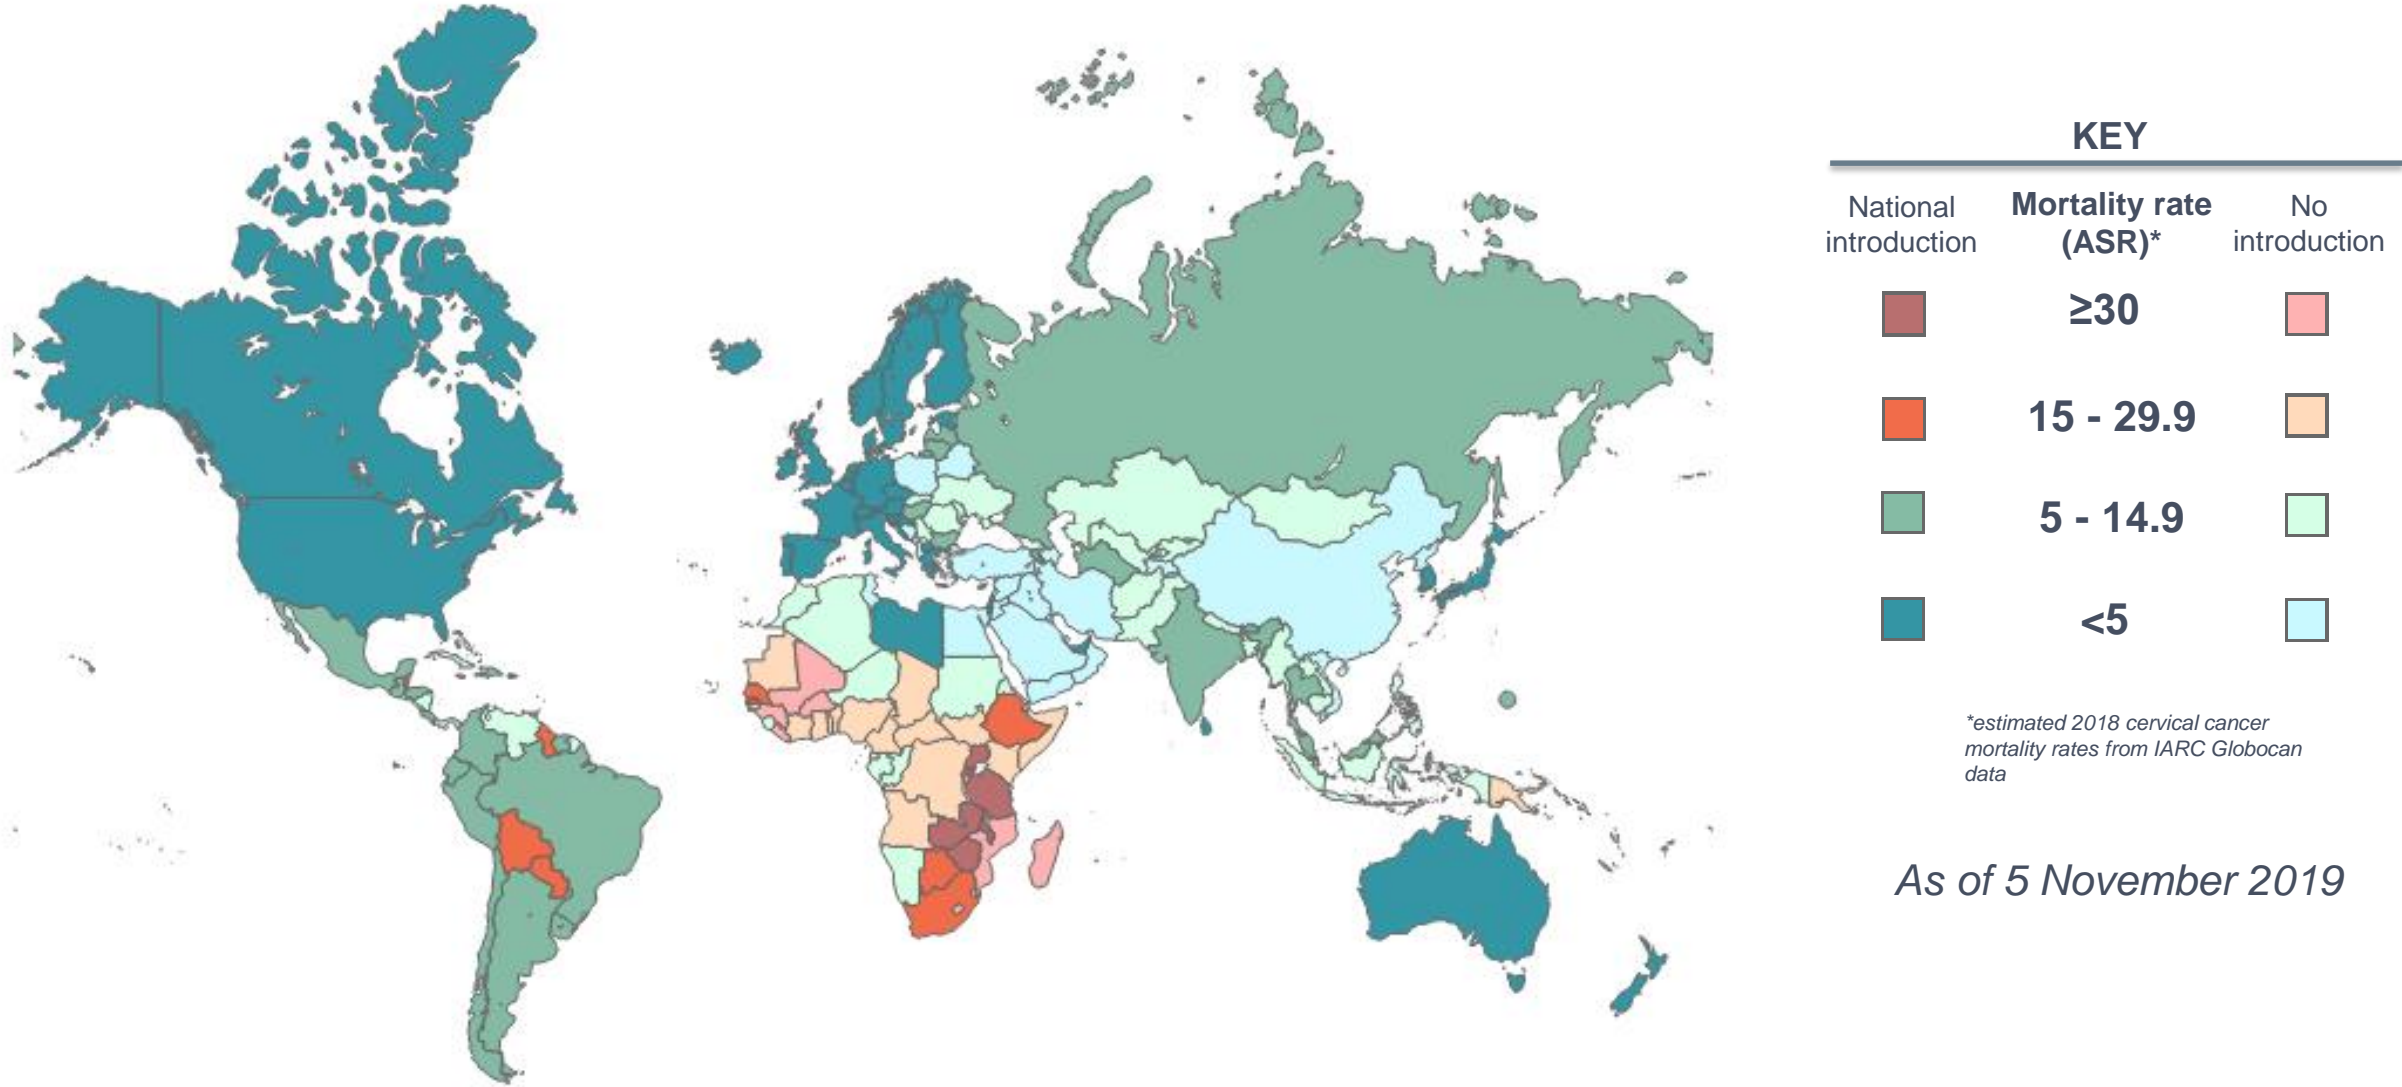 KEY
National
introduction
Mortality rate
(ASR)*
No
introduction
≥30
15 - 29.9
5 - 14.9
<5
*estimated 2018 cervical cancer
mortality rates from IARC Globocan
data
As of 5 November 2019